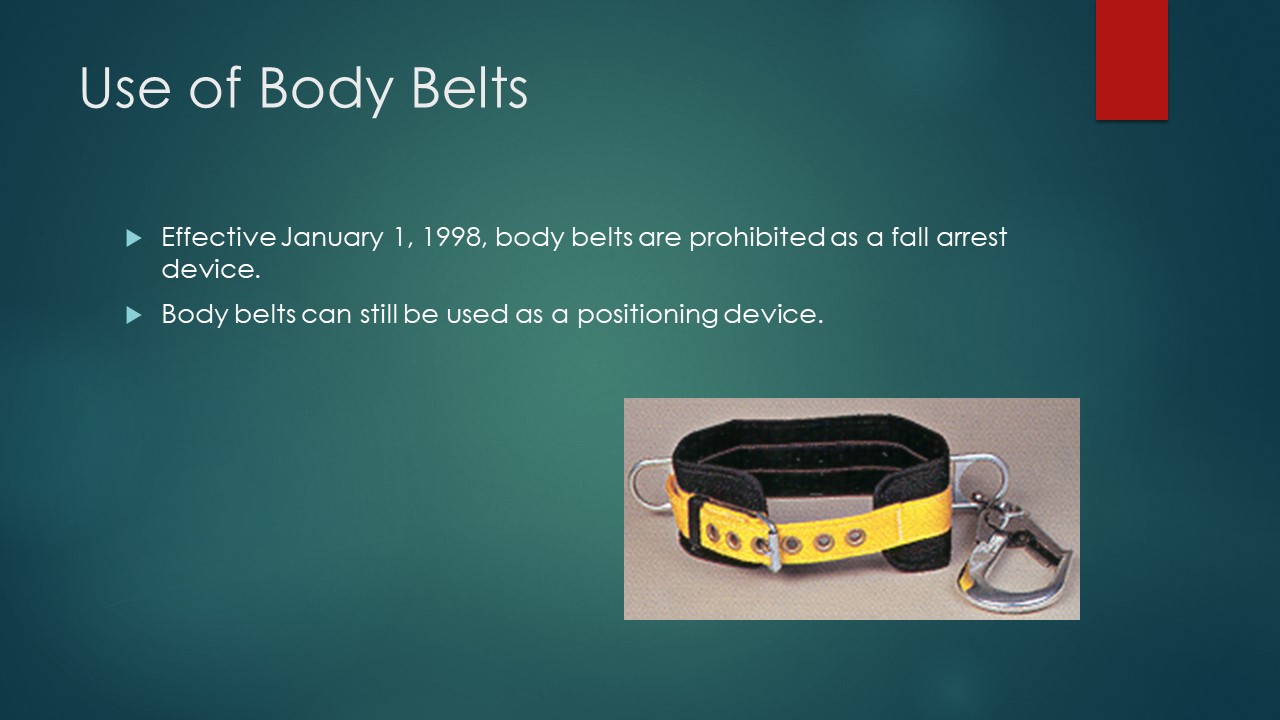 Use of Body Belts
Effective January 1, 1998, body belts are prohibited as a fall arrest
device.
Body belts can still be used as a positioning device.